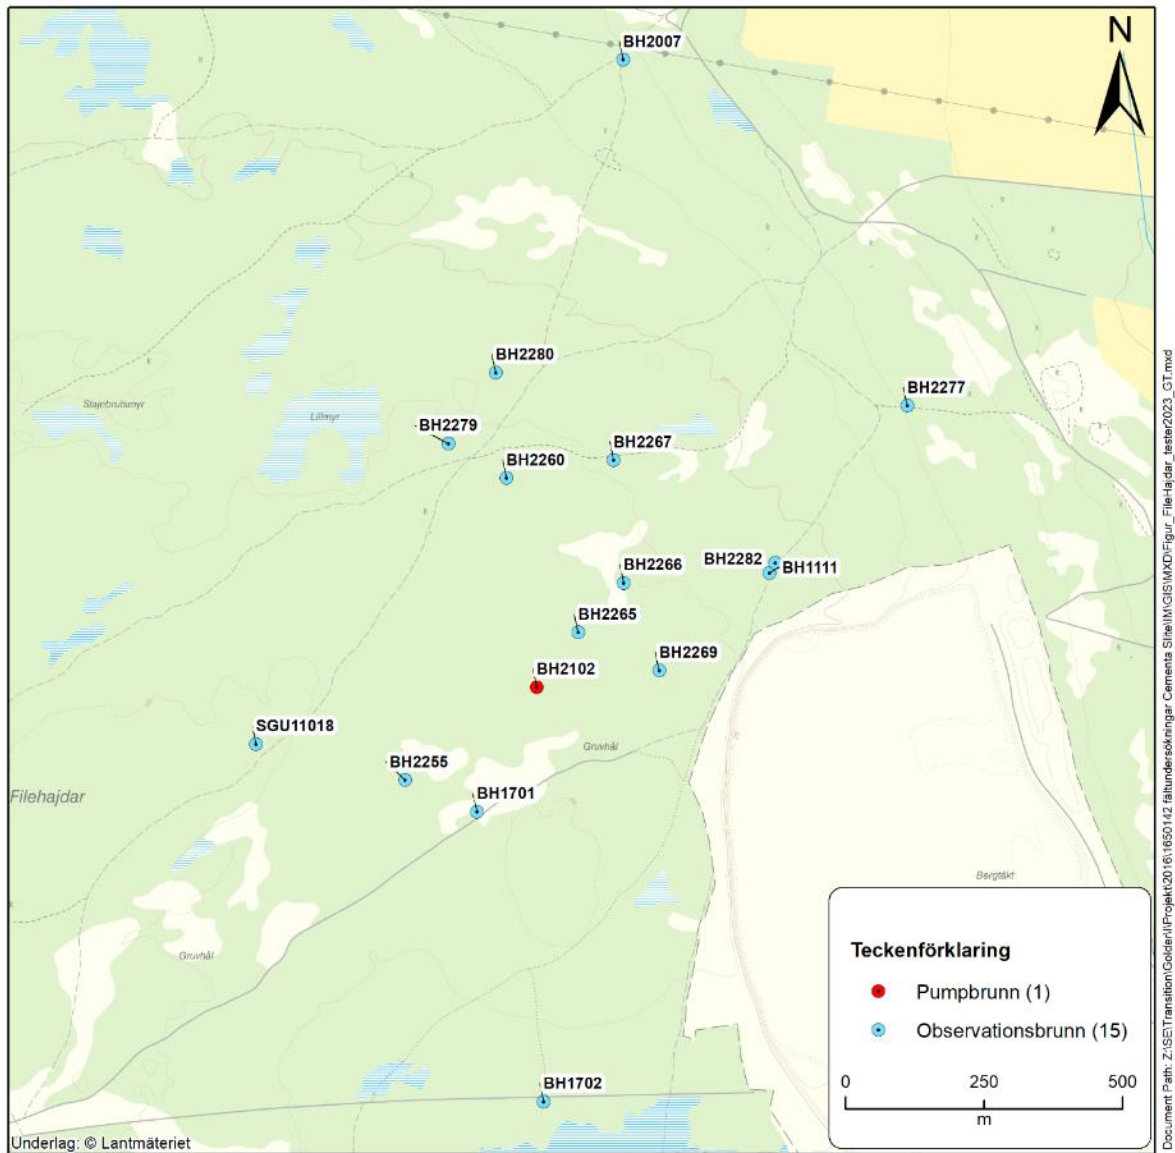 BH2007
N
BH2280
BH2277
Stajnbrutsmyr
Lillmyr
BH2279
BH2267
BH2260
BH2282
BH1111
BH2266
BH2265
BH2269
BH2102
SGU11018
Gruvhål
BH2255
BH1701
Filehajdar
Bergtäkt
Gruvhål
Teckenförklaring
Pumpbrunn (1)
Observationsbrunn (15)
0 250 500
m
BH1702
Underlag: © Lantmäteriet
Document Path: Z:\SE\Transition\Golder\I\Projekt\2016\1650142 fältundersökningar Cementa Slite\IM\GIS\MXD\Figur_FileHajdar_tester2023_GT.mxd